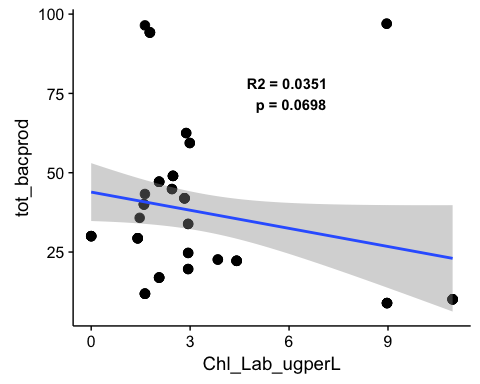 100
75
50
25
tot_bacprod
R2 = 0.0351
p = 0.0698
0 3 6 9
Chl_Lab_ugperL